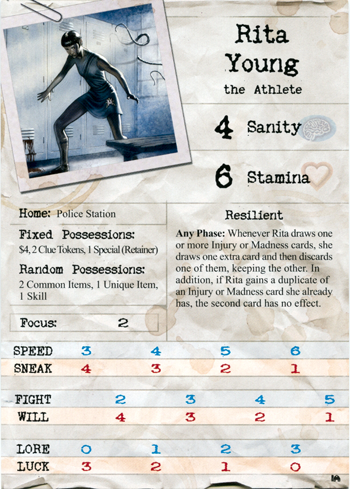 Rita
Young
the Athlete
4 Sanity
6 Stamina
Home: Police Station
Fixed Possessions:
$4, 2 Clue Tokens, 1 Special (Retainer)
Random Possessions:
2 Common Items, 1 Unique Item,
1 Skill
Focus: 2
Resilient
Any Phase: Whenever Rita draws one
or more Injury or Madness cards, she
draws one extra card and then discards
one of them, keeping the other. In
addition, if Rita gains a duplicate of
an Injury or Madness card she already
has, the second card has no effect.
SPEED 3 4 5 6
SNEAK 4 3 2 1
FIGHT 2 3 4 5
WILL 4 3 2 1
LORE 0 1 2 3
LUCK 3 2 1 0